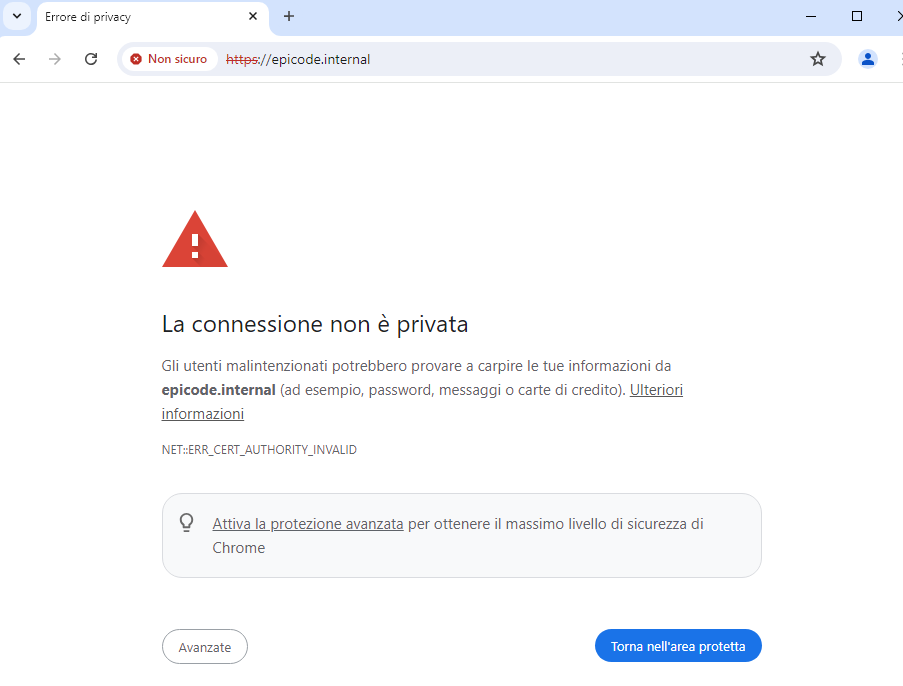 Errore di privacy
Non sicuro https://epicode.internal
La connessione non è privata
Gli utenti malintenzionati potrebbero provare a carpire le tue informazioni da
epicode.internal (ad esempio, password, messaggi o carte di credito). Ulteriori
informazioni
NET::ERR_CERT_AUTHORITY_INVALID
Attiva la protezione avanzata per ottenere il massimo livello di sicurezza di
Chrome
Avanzate
Torna nell'area protetta